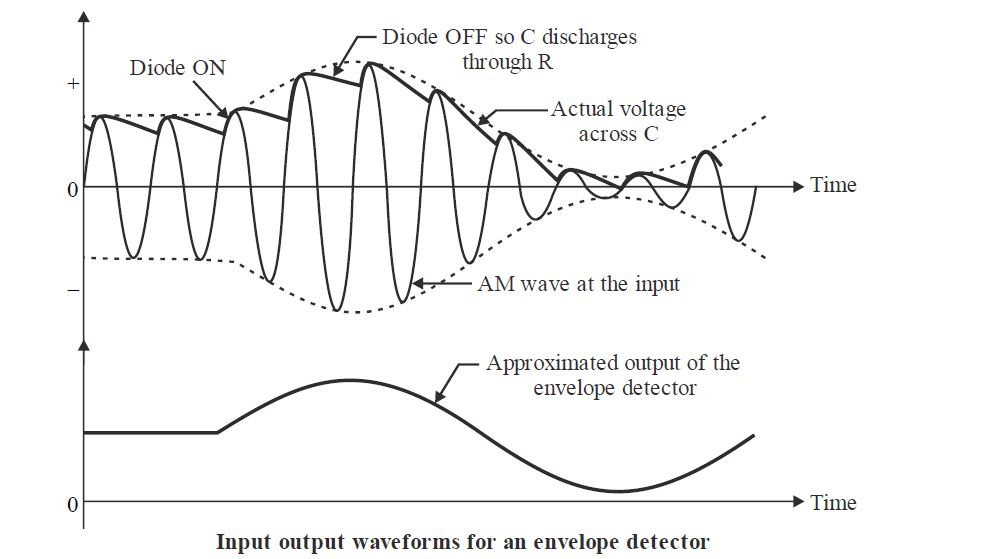 Diode OFF so C discharges
through R
Diode ON
+
Actual voltage
across C
0
Time
AM wave at the input
–
Approximated output of the
envelope detector
0
Time
Input output waveforms for an envelope detector